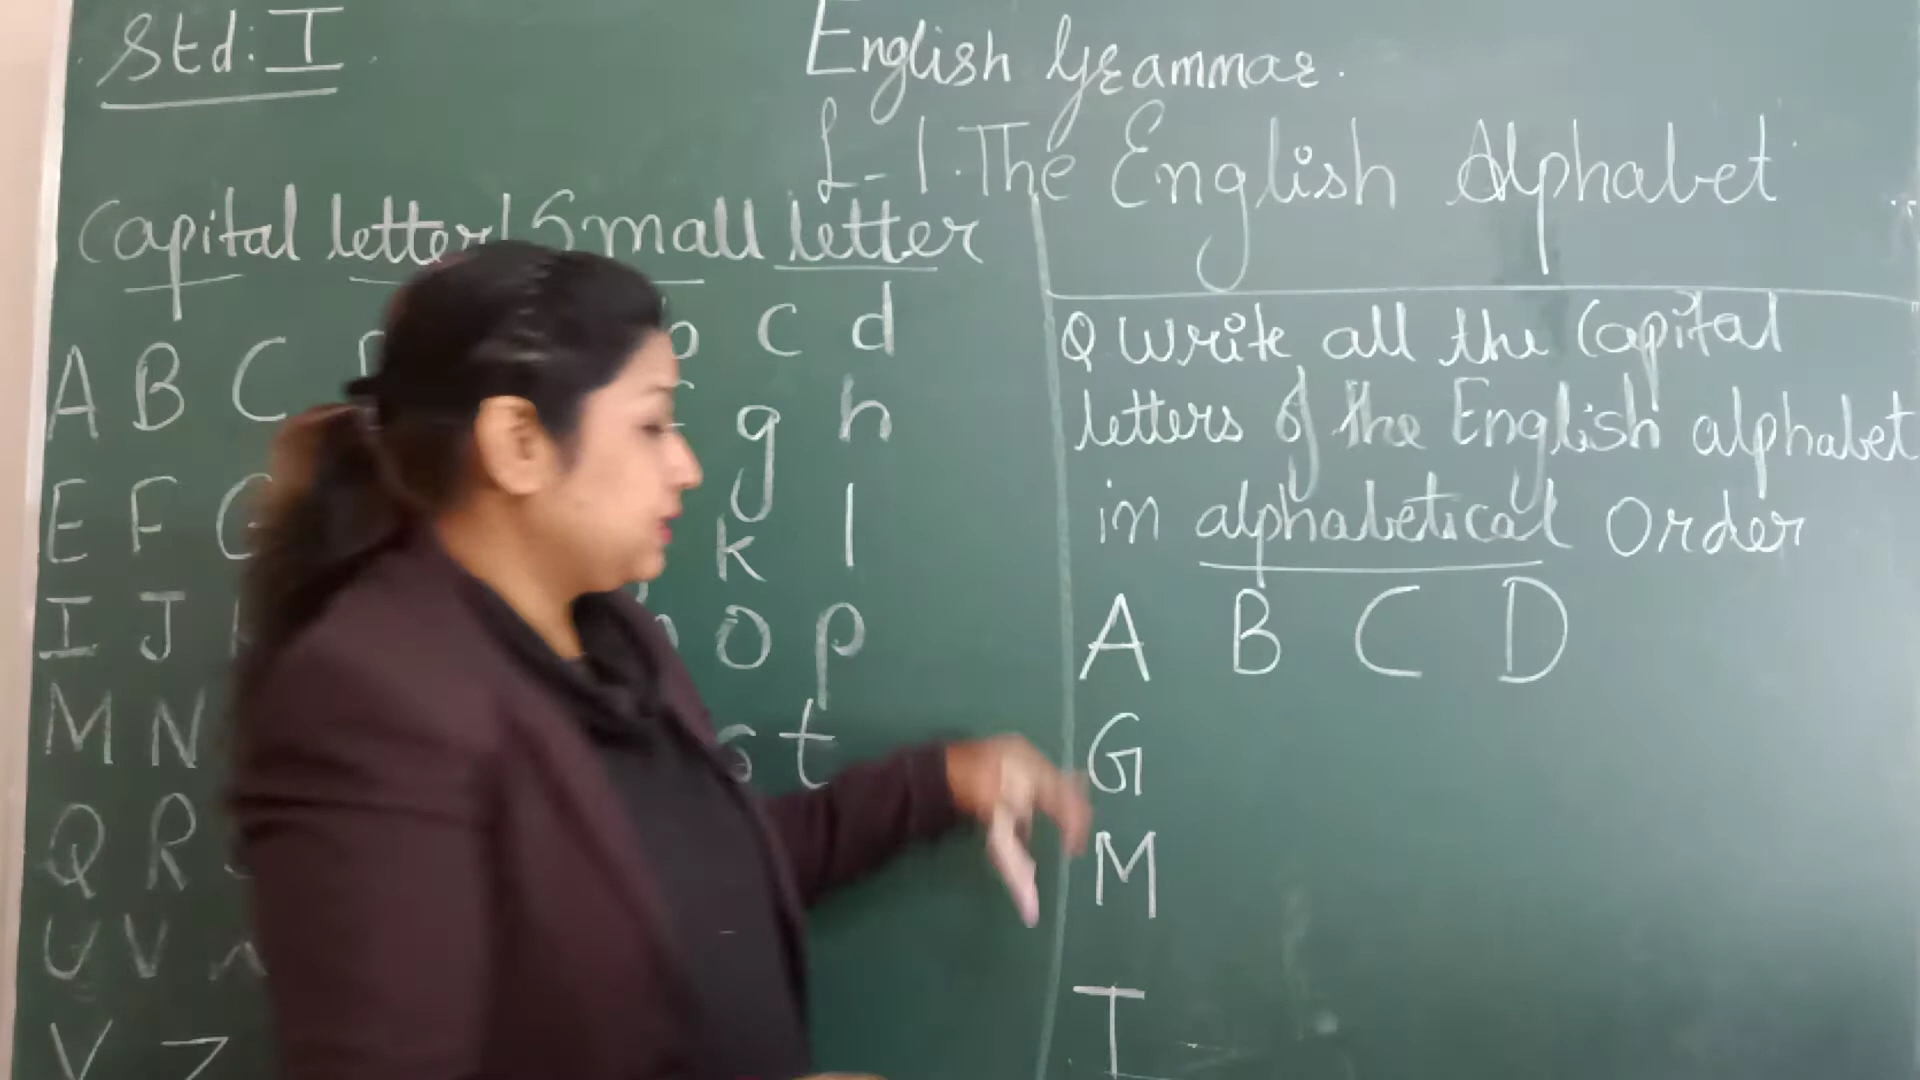 Std: I
English Grammar.
L-1. The English Alphabet
Capital letter Small letter
A B C
E F G
I J
M N
Q R
U V
Y Z
c d
g h
k l
o p
s t
Q Write all the Capital
letters of the English alphabet
in alphabetical Order
A B C D
G
M
T